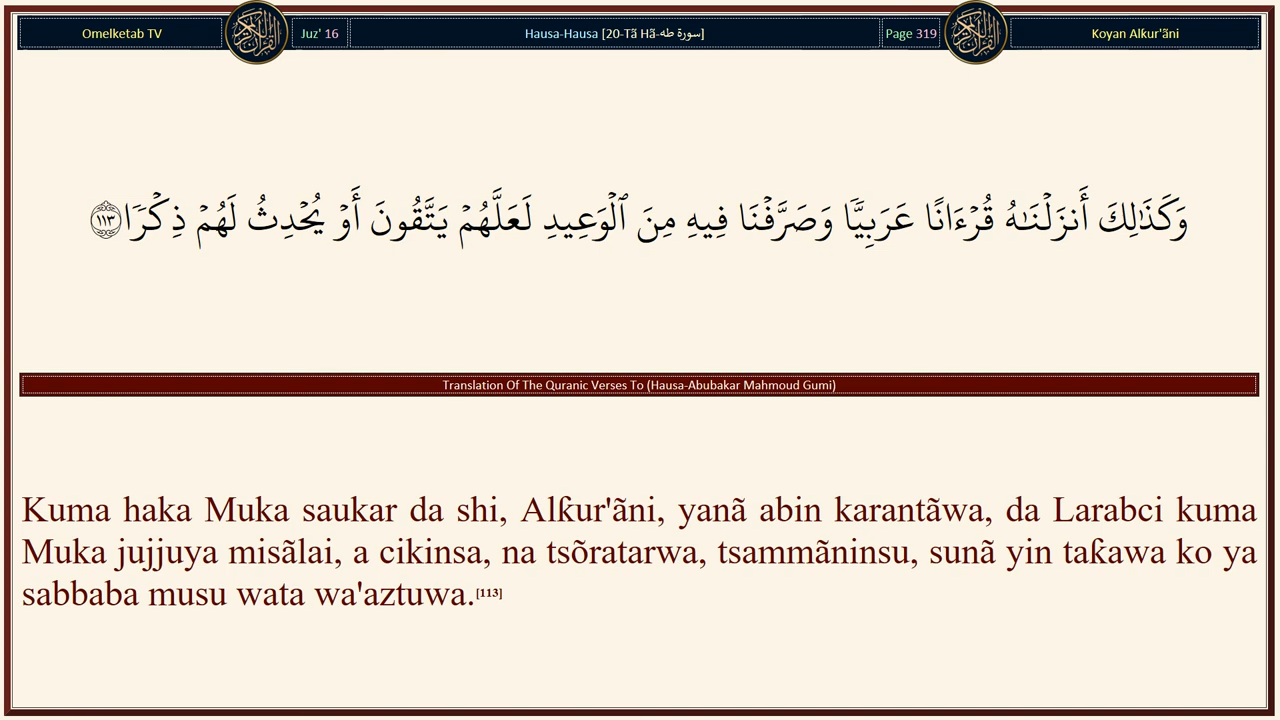 Omelketab TV
Juz' 16
Hausa-Hausa [20-Tã Hã-سورة طه]
Page 319
Koyan Alƙur'ãni
وَكَذَٰلِكَ أَنزَلۡنَٰهُ قُرۡءَانًا عَرَبِيّٗا وَصَرَّفۡنَا فِيهِ مِنَ ٱلۡوَعِيدِ لَعَلَّهُمۡ يَتَّقُونَ أَوۡ يُحۡدِثُ لَهُمۡ ذِكۡرٗا ١١٣
Translation Of The Quranic Verses To (Hausa-Abubakar Mahmoud Gumi)
Kuma haka Muka saukar da shi, Alƙur'ãni, yanã abin karantãwa, da Larabci kuma
Muka jujjuya misãlai, a cikinsa, na tsõratarwa, tsammãninsu, sunã yin taƙawa ko ya
sabbaba musu wata wa'aztuwa.[113]